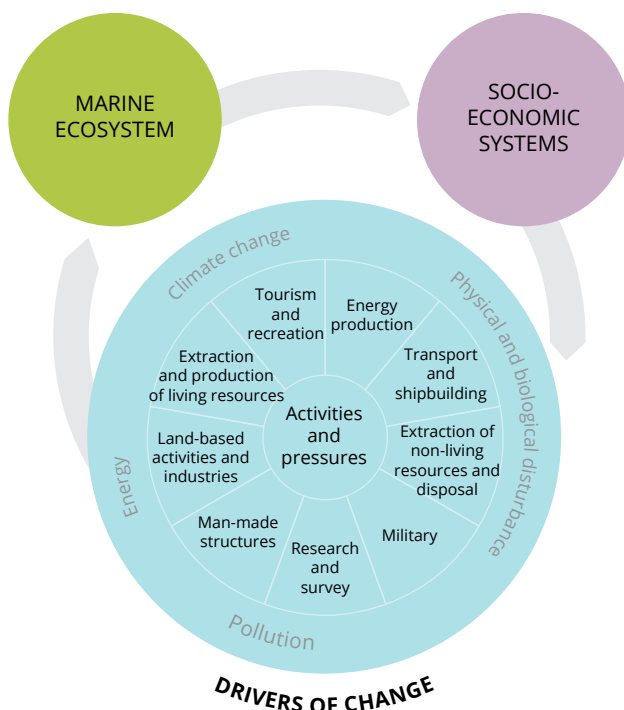 MARINE
ECOSYSTEM
SOCIO-
ECONOMIC
SYSTEMS
Climate change
Physical and biological disturbance
Energy
Pollution
Tourism
and
recreation
Energy
production
Transport
and
shipbuilding
Extraction of
non-living
resources and
disposal
Military
Research
and
survey
Man-made
structures
Land-based
activities and
industries
Extraction
and production
of living resources
Activities
and
pressures
DRIVERS OF CHANGE